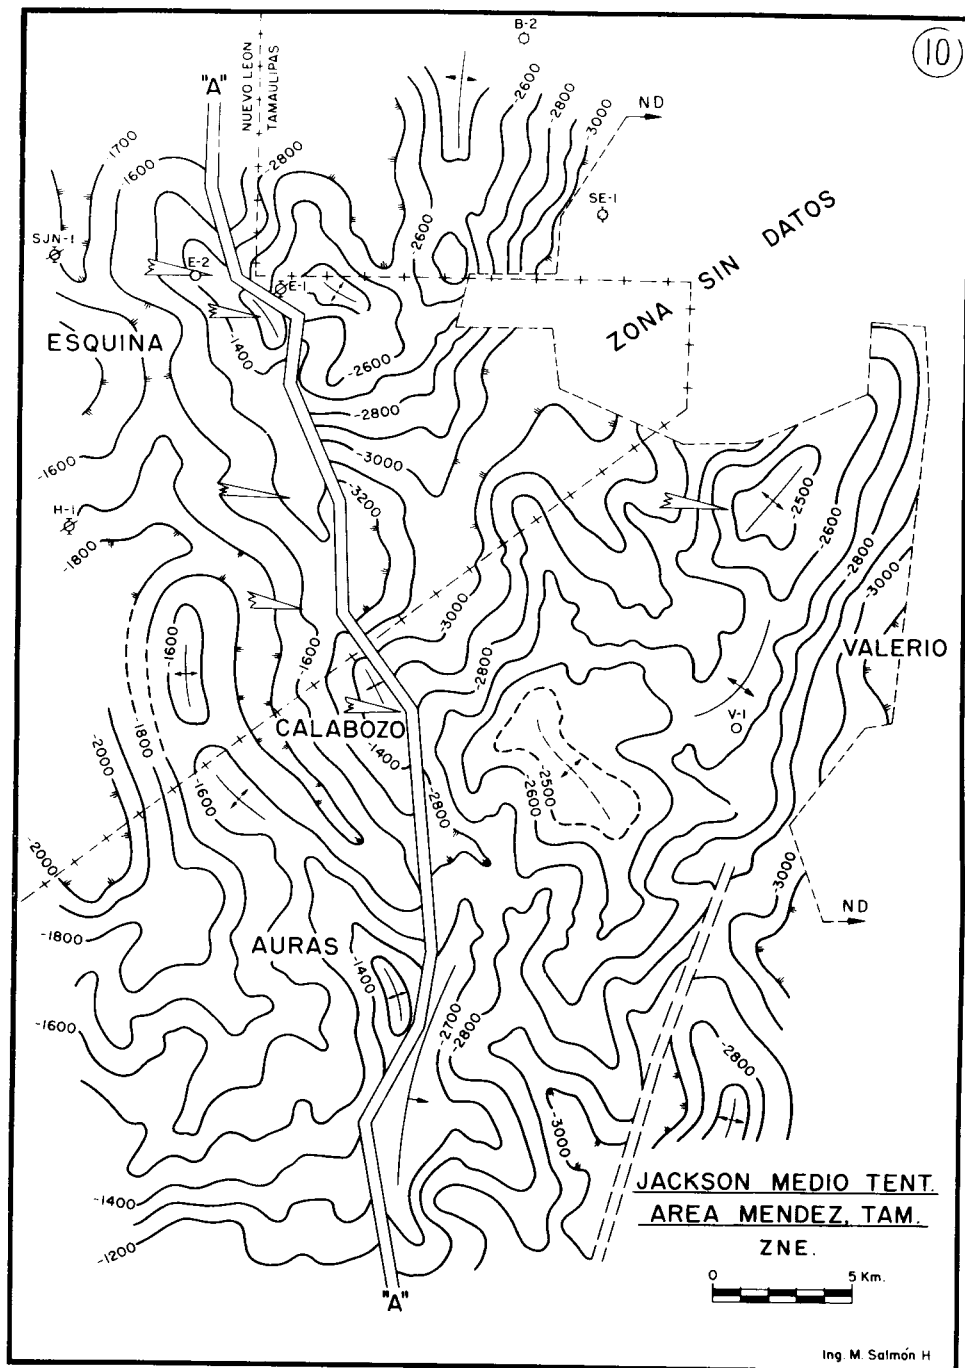 B-2
10
"A"
NUEVO LEON
TAMAULIPAS
-2600
-2800
-3000
ND
-1700
-1600
-2800
SE-1
SJN-1
-2600
ZONA SIN DATOS
E-2
E-1
ESQUINA
-1400
-2600
-2800
-1600
-3000
-2500
-3200
-2600
H-1
-1800
-2800
-3000
-3000
-1600
-1600
-2800
VALERIO
V-1
CALABOZO
-1800
-1400
-2000
-1600
-2500
-2600
-2800
-2000
-3000
ND
-1800
AURAS
-1400
-1600
-2700
-2800
-2800
-3000
JACKSON MEDIO TENT.
AREA MENDEZ, TAM.
ZNE.
-1400
-1200
0 5 Km.
"A"
Ing. M. Salmón H